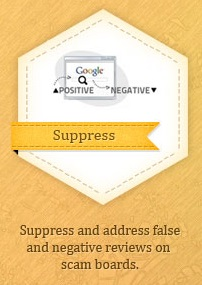 Google
▲POSITIVE NEGATIVE▼
Suppress
Suppress and address false
and negative reviews on
scam boards.